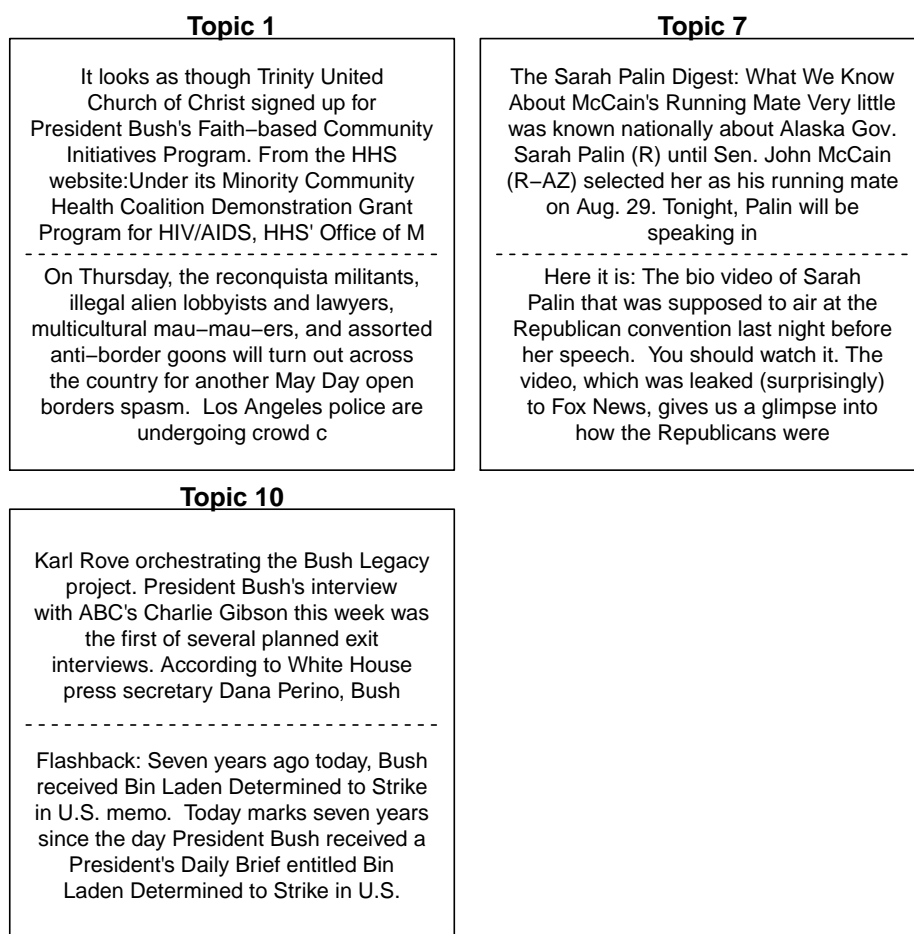 Topic 1
It looks as though Trinity United
Church of Christ signed up for
President Bush's Faith−based Community
Initiatives Program. From the HHS
website:Under its Minority Community
Health Coalition Demonstration Grant
Program for HIV/AIDS, HHS' Office of M
On Thursday, the reconquista militants,
illegal alien lobbyists and lawyers,
multicultural mau−mau−ers, and assorted
anti−border goons will turn out across
the country for another May Day open
borders spasm.  Los Angeles police are
undergoing crowd c
Topic 7
The Sarah Palin Digest: What We Know
About McCain's Running Mate Very little
was known nationally about Alaska Gov.
Sarah Palin (R) until Sen. John McCain
(R−AZ) selected her as his running mate
on Aug. 29. Tonight, Palin will be
speaking in
Here it is: The bio video of Sarah
Palin that was supposed to air at the
Republican convention last night before
her speech.  You should watch it. The
video, which was leaked (surprisingly)
to Fox News, gives us a glimpse into
how the Republicans were
Topic 10
Karl Rove orchestrating the Bush Legacy
project. President Bush's interview
with ABC's Charlie Gibson this week was
the first of several planned exit
interviews. According to White House
press secretary Dana Perino, Bush
Flashback: Seven years ago today, Bush
received Bin Laden Determined to Strike
in U.S. memo.  Today marks seven years
since the day President Bush received a
President's Daily Brief entitled Bin
Laden Determined to Strike in U.S.